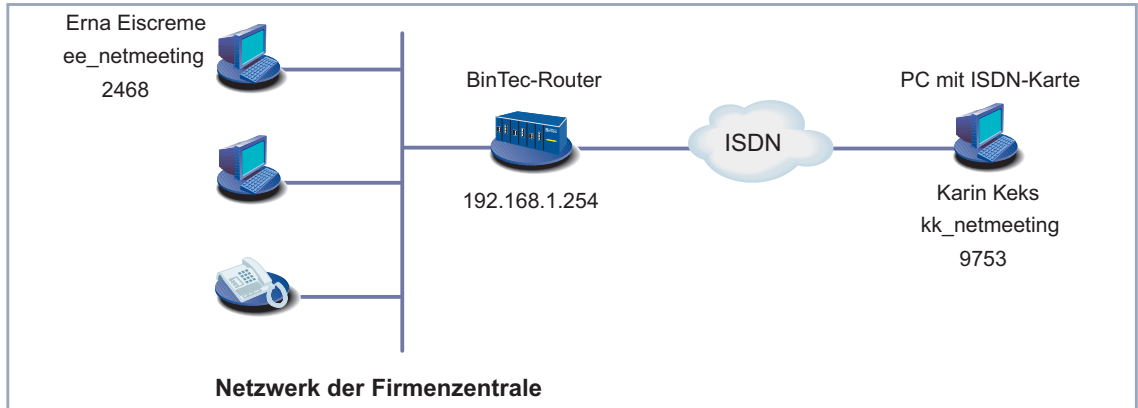 Erna Eiscreme
ee_netmeeting
2468
BinTec-Router
192.168.1.254
ISDN
PC mit ISDN-Karte
Karin Keks
kk_netmeeting
9753
Netzwerk der Firmenzentrale